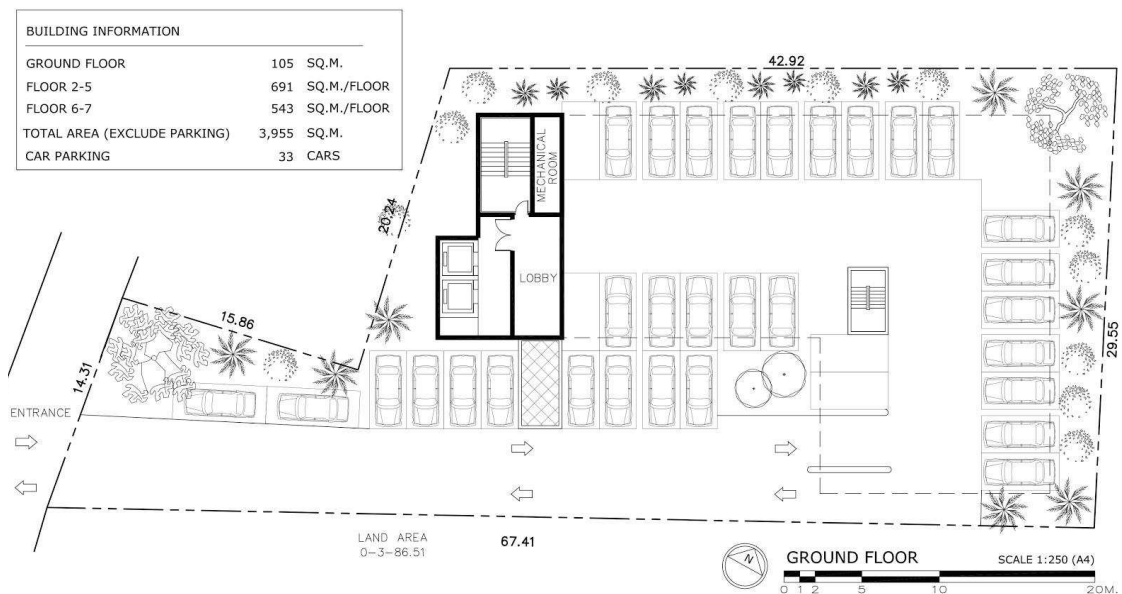 BUILDING INFORMATION
GROUND FLOOR 105 SQ.M.
FLOOR 2-5 691 SQ.M./FLOOR
FLOOR 6-7 543 SQ.M./FLOOR
TOTAL AREA (EXCLUDE PARKING) 3,955 SQ.M.
CAR PARKING 33 CARS
42.92
MECHANICAL
ROOM
20.24
LOBBY
15.86
14.31
29.55
ENTRANCE
LAND AREA
0-3-86.51
67.41
N
GROUND FLOOR SCALE 1:250 (A4)
0 1 2 5 10 20M.